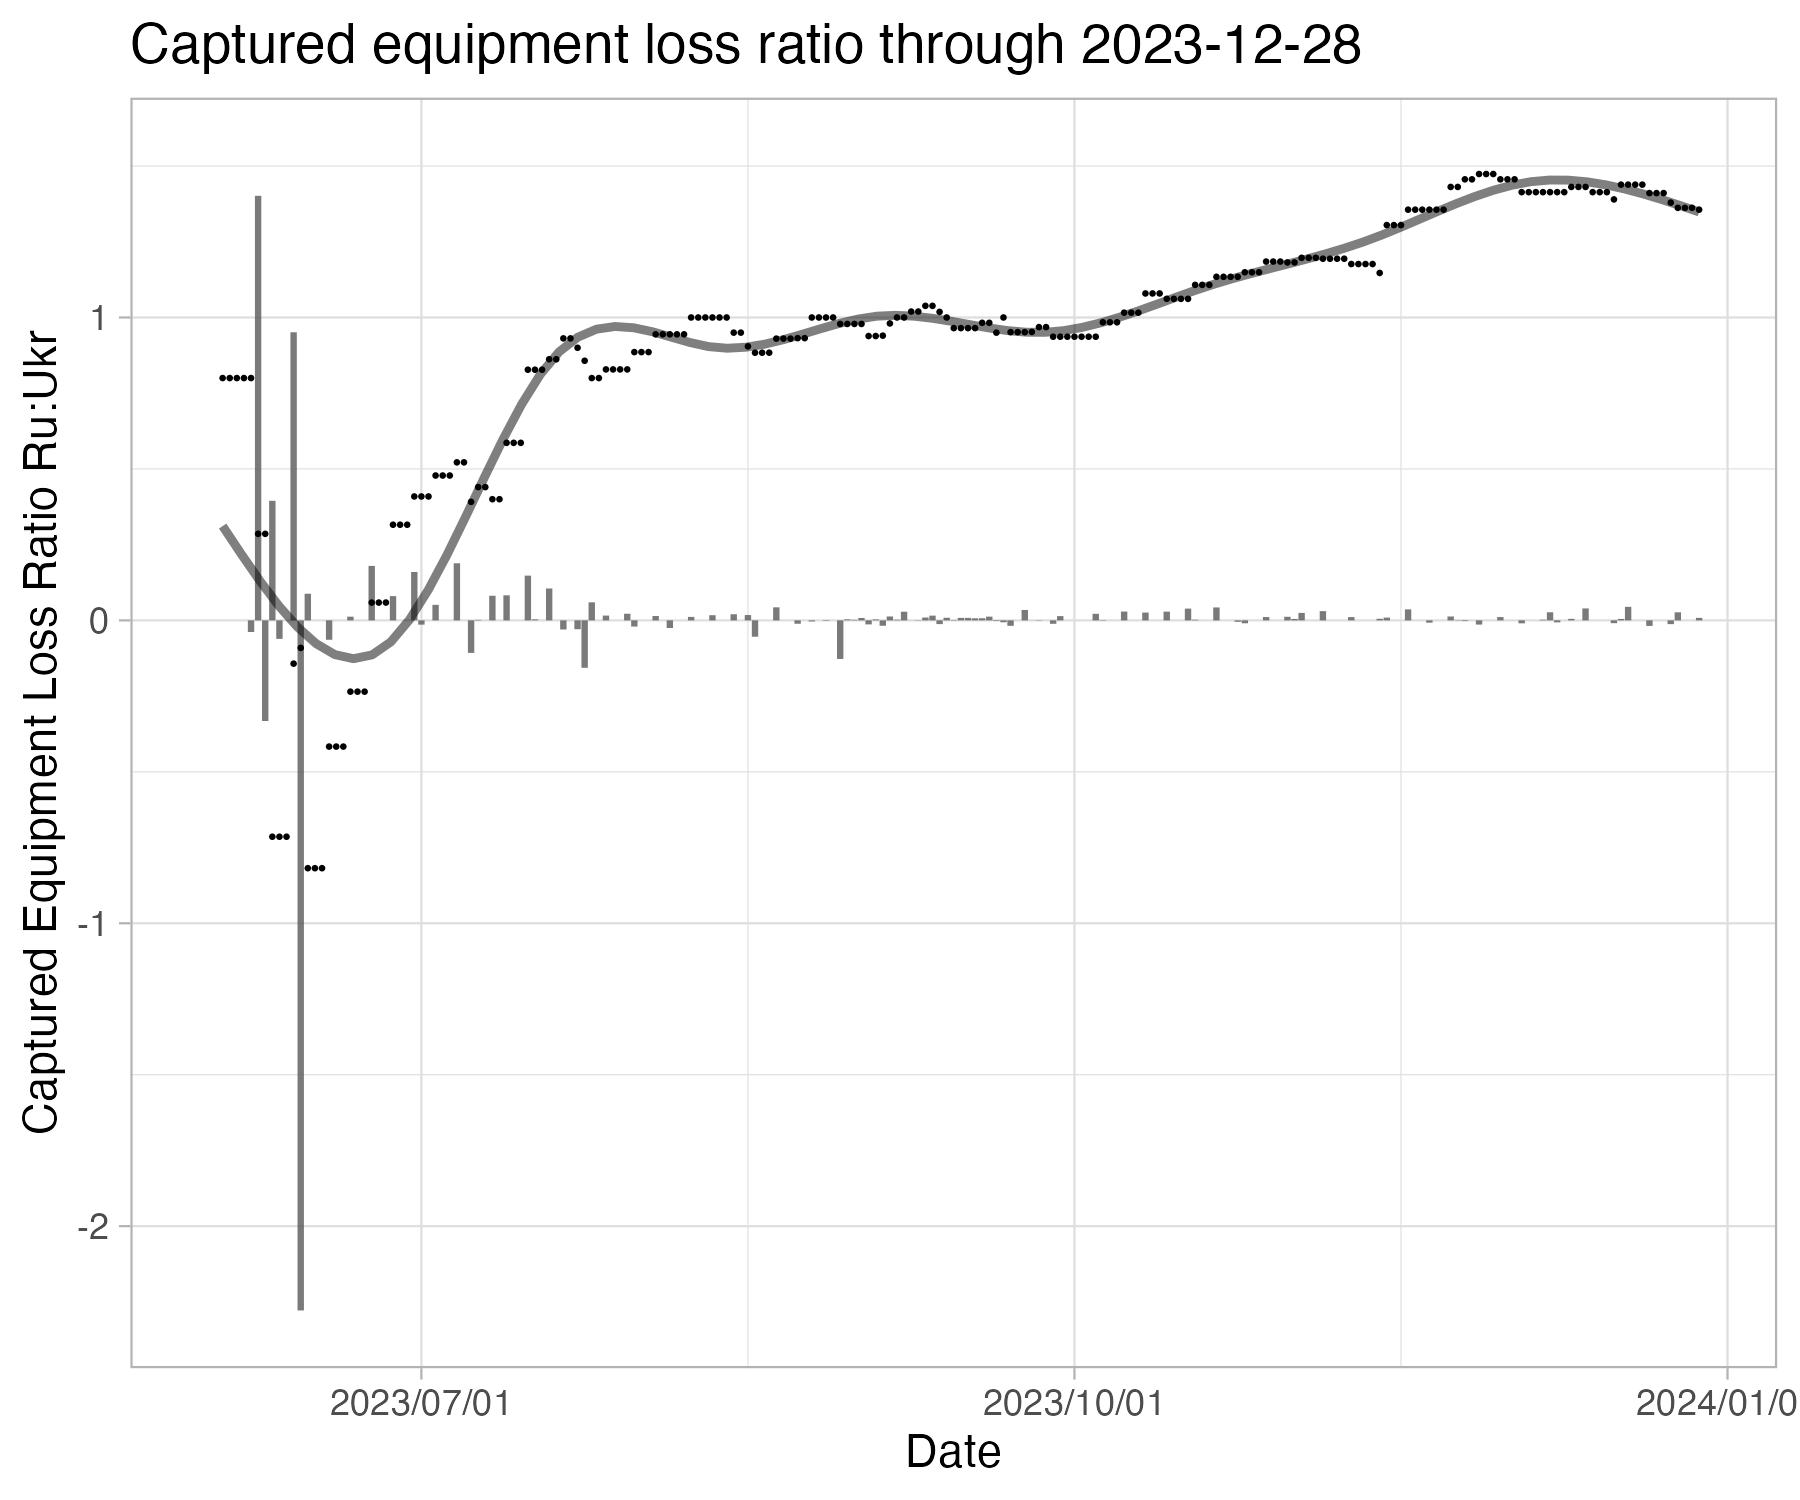 Captured equipment loss ratio through 2023-12-28
Captured Equipment Loss Ratio Ru:Ukr
1
0
-1
-2
2023/07/01
2023/10/01
2024/01/0
Date